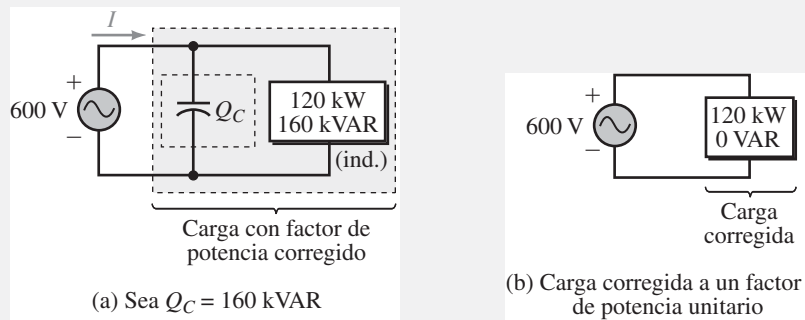 I
+
600 V
−
Q_C
120 kW
160 kVAR
(ind.)
Carga con factor de
potencia corregido
(a) Sea Q_C = 160 kVAR
+
600 V
−
120 kW
0 VAR
Carga
corregida
(b) Carga corregida a un factor
de potencia unitario